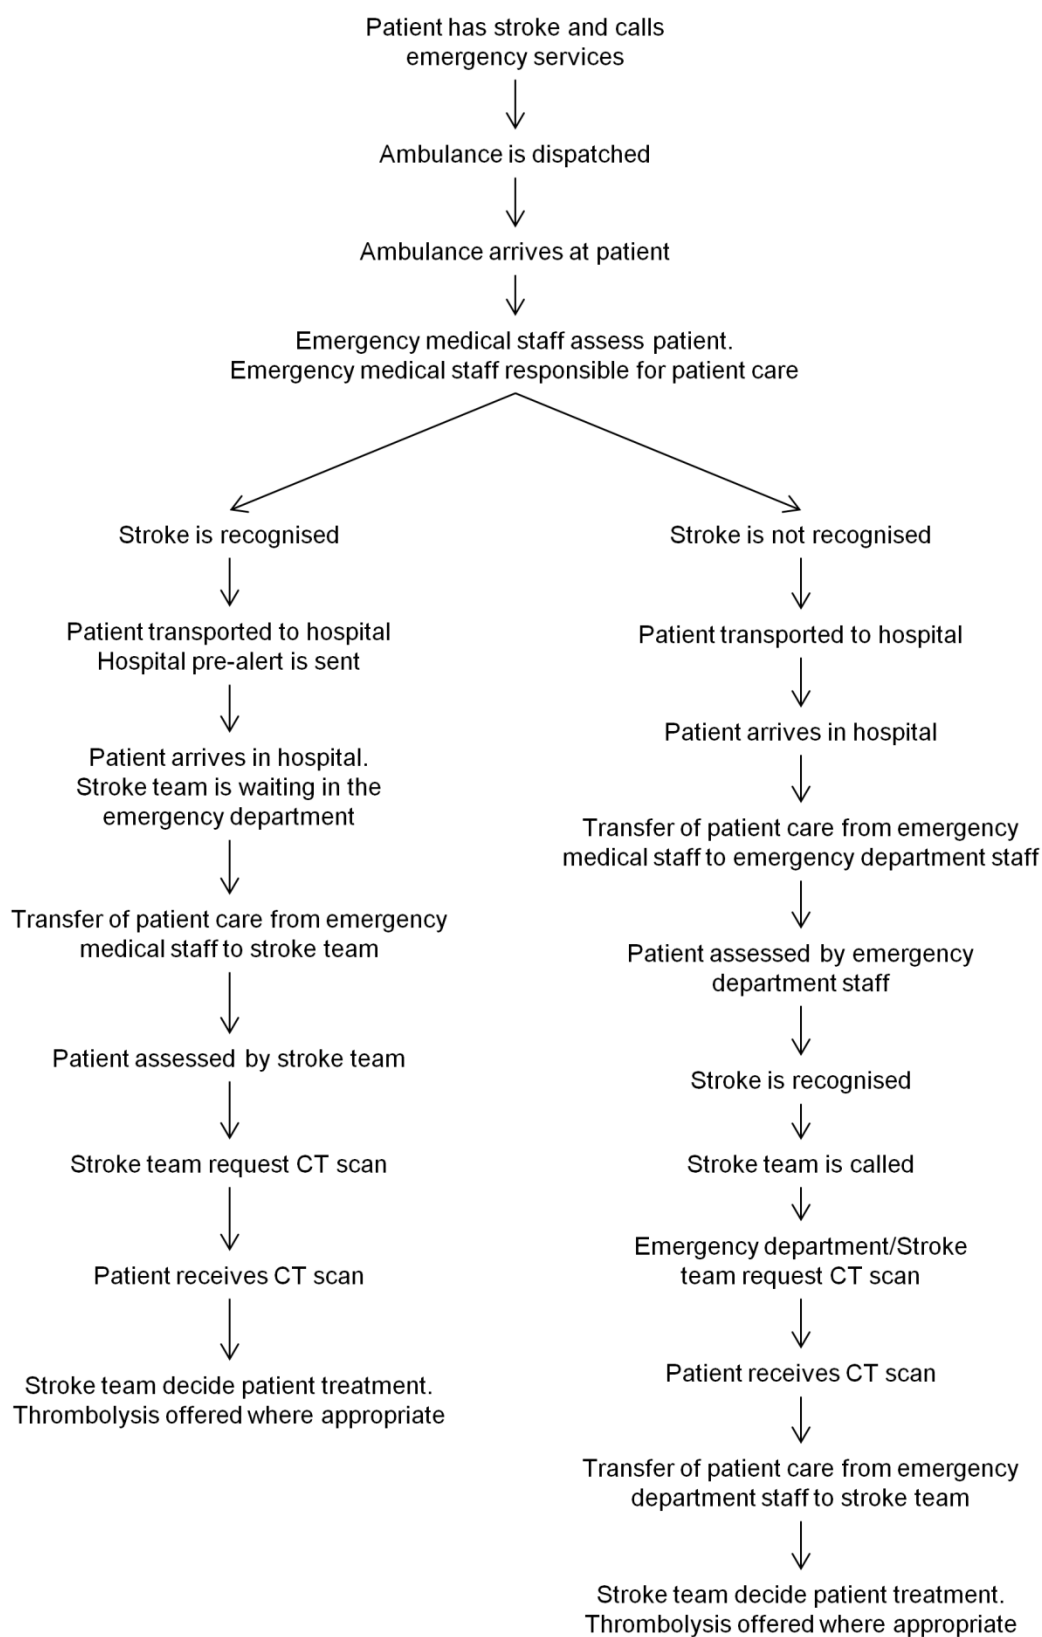 Patient has stroke and calls
emergency services
Ambulance is dispatched
Ambulance arrives at patient
Emergency medical staff assess patient.
Emergency medical staff responsible for patient care
Stroke is recognised
Patient transported to hospital
Hospital pre-alert is sent
Patient arrives in hospital.
Stroke team is waiting in the
emergency department
Transfer of patient care from emergency
medical staff to stroke team
Patient assessed by stroke team
Stroke team request CT scan
Patient receives CT scan
Stroke team decide patient treatment.
Thrombolysis offered where appropriate
Stroke is not recognised
Patient transported to hospital
Patient arrives in hospital
Transfer of patient care from emergency
medical staff to emergency department staff
Patient assessed by emergency
department staff
Stroke is recognised
Stroke team is called
Emergency department/Stroke
team request CT scan
Patient receives CT scan
Transfer of patient care from emergency
department staff to stroke team
Stroke team decide patient treatment.
Thrombolysis offered where appropriate